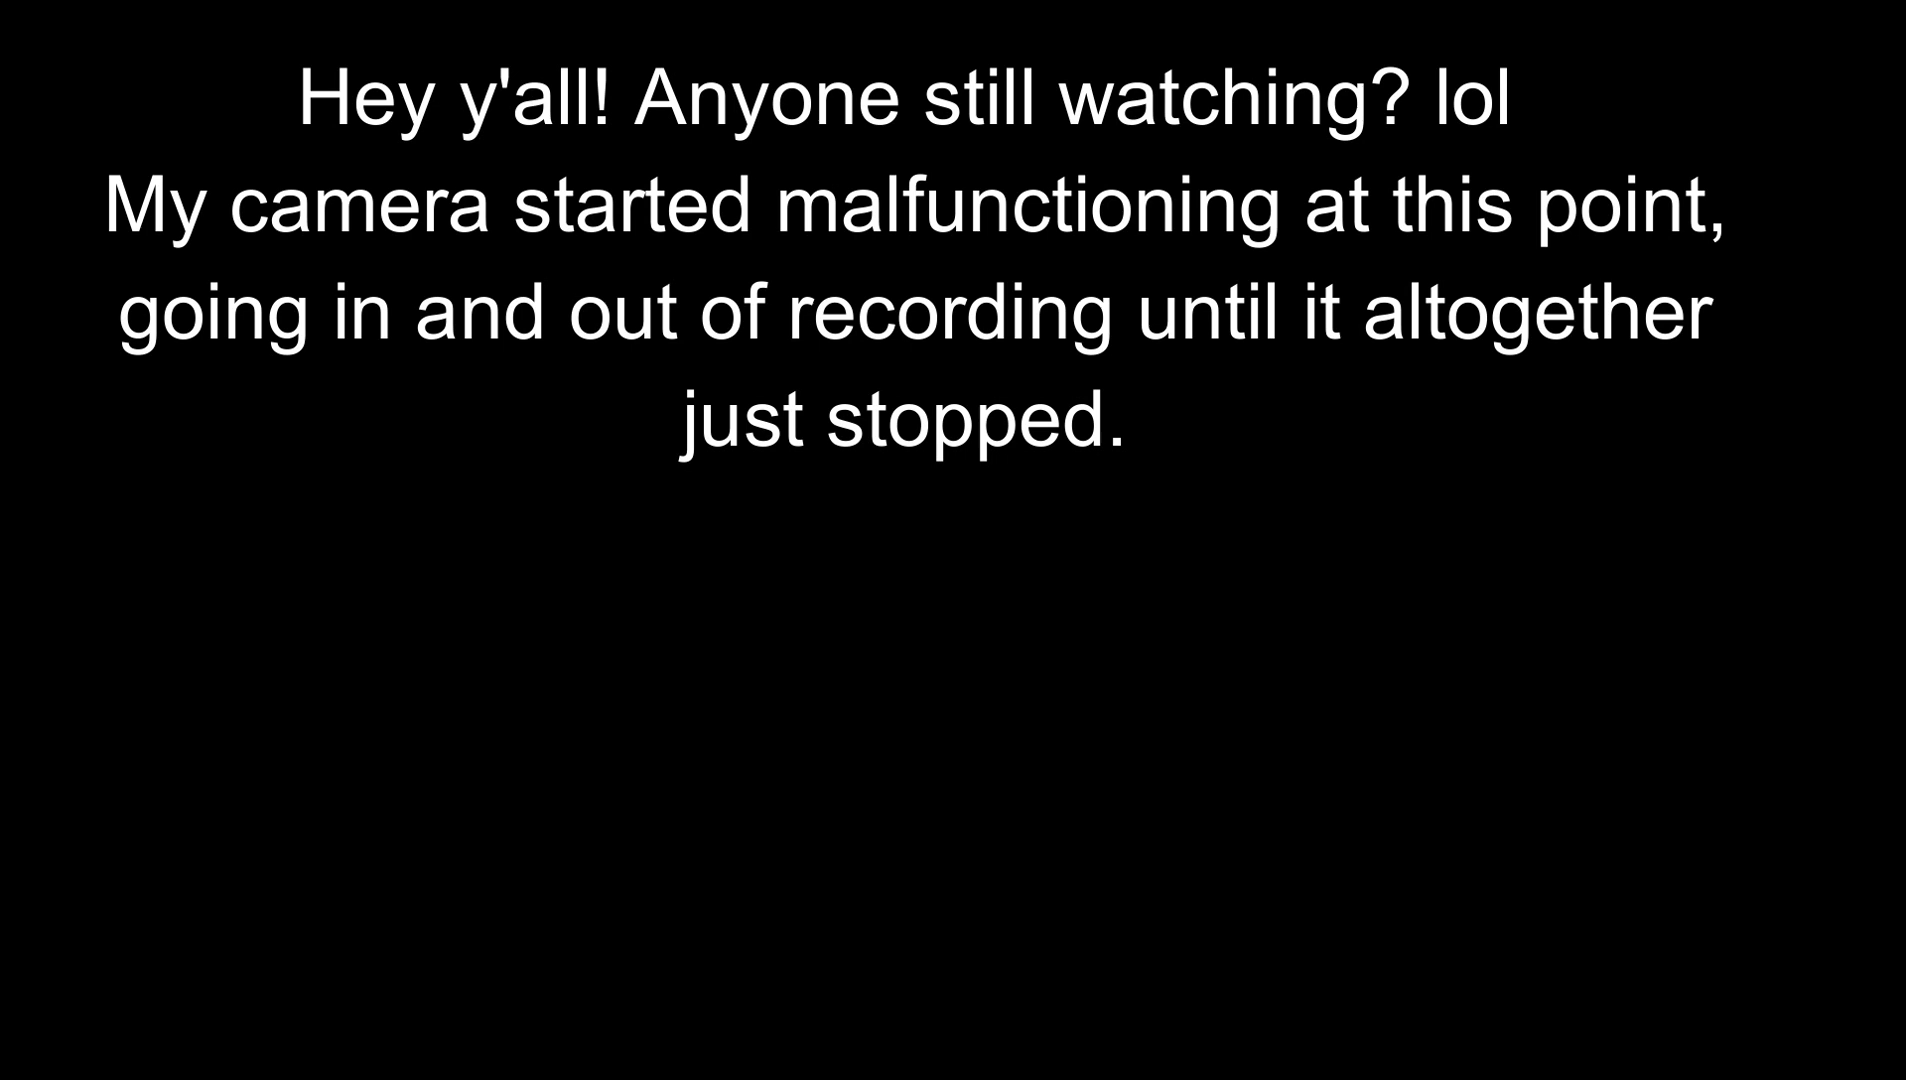 Hey y'all! Anyone still watching? lol
My camera started malfunctioning at this point,
going in and out of recording until it altogether
just stopped.